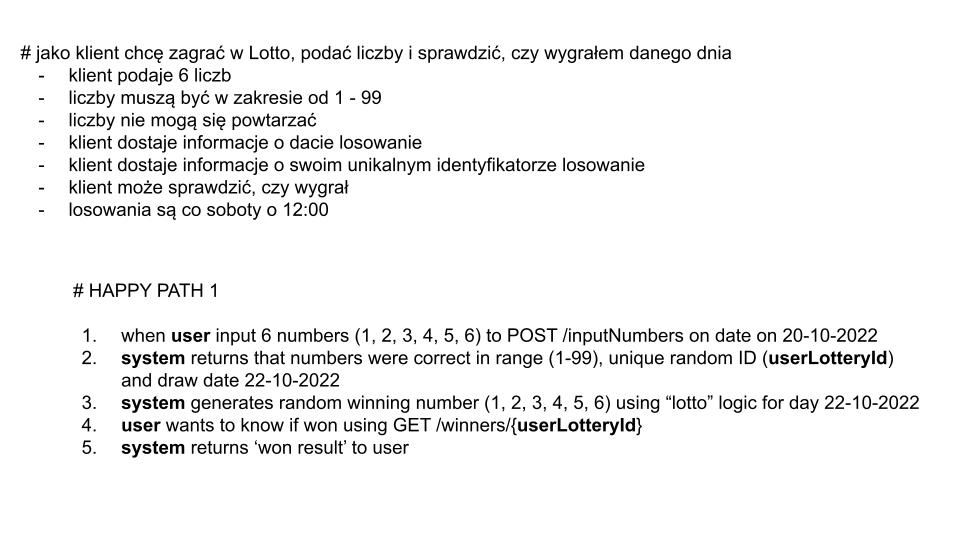 # jako klient chcę zagrać w Lotto, podać liczby i sprawdzić, czy wygrałem danego dnia
- klient podaje 6 liczb
- liczby muszą być w zakresie od 1 - 99
- liczby nie mogą się powtarzać
- klient dostaje informacje o dacie losowanie
- klient dostaje informacje o swoim unikalnym identyfikatorze losowanie
- klient może sprawdzić, czy wygrał
- losowania są co soboty o 12:00
# HAPPY PATH 1
1. when user input 6 numbers (1, 2, 3, 4, 5, 6) to POST /inputNumbers on date on 20-10-2022
2. system returns that numbers were correct in range (1-99), unique random ID (userLotteryId)
and draw date 22-10-2022
3. system generates random winning number (1, 2, 3, 4, 5, 6) using “lotto” logic for day 22-10-2022
4. user wants to know if won using GET /winners/{userLotteryId}
5. system returns ‘won result’ to user